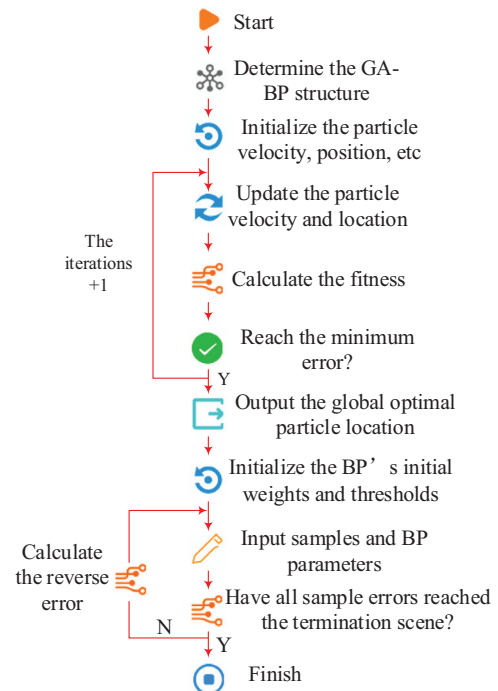 Start
Determine the GA-
BP structure
Initialize the particle
velocity, position, etc
Update the particle
velocity and location
The
iterations
+1
Calculate the fitness
Reach the minimum
error?
Y
Output the global optimal
particle location
Initialize the BP’s initial
weights and thresholds
Input samples and BP
parameters
Calculate
the reverse
error
Have all sample errors reached
the termination scene?
N
Y
Finish